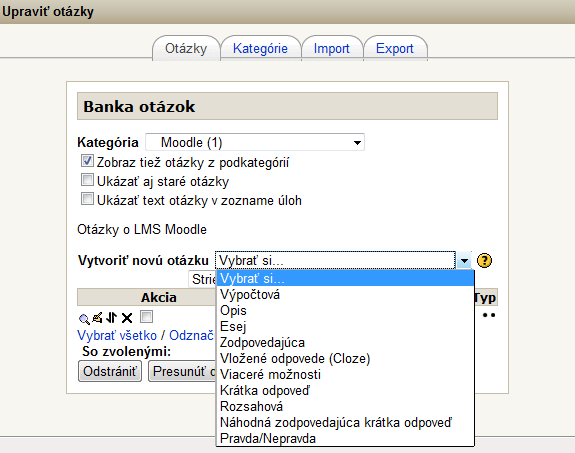 Upraviť otázky
Otázky Kategórie Import Export
Banka otázok
Kategória Moodle (1)
Zobraz tiež otázky z podkategórií
Ukázať aj staré otázky
Ukázať text otázky v zozname úloh
Otázky o LMS Moodle
Vytvoriť novú otázku Vybrať si... ?
Vybrať si...
Akcia Typ
Výpočtová
Opis
Esej
Vybrať všetko /
Zodpovedajúca
So zvolenými:
Vložené odpovede (Cloze)
Odstrániť Presunúť
Viaceré možnosti
Krátka odpoveď
Rozsahová
Náhodná zodpovedajúca krátka odpoveď
Pravda/Nepravda